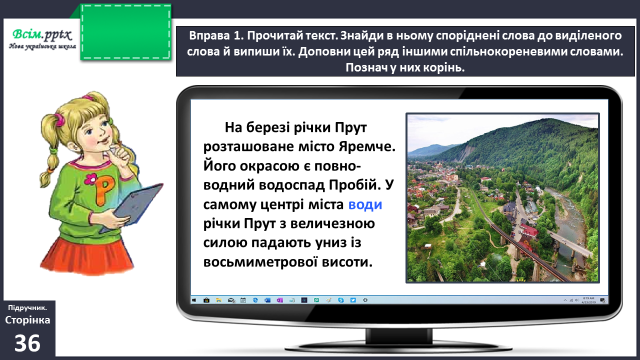 Всім.pptx
Нова українська школа
Вправа 1. Прочитай текст. Знайди в ньому споріднені слова до виділеного
слова й випиши їх. Доповни цей ряд іншими спільнокореневими словами.
Познач у них корінь.
На березі річки Прут
розташоване місто Яремче.
Його окрасою є повно-
водний водоспад Пробій. У
самому центрі міста води
річки Прут з величезною
силою падають униз із
восьмиметрової висоти.
Р
Підручник.
Сторінка
36